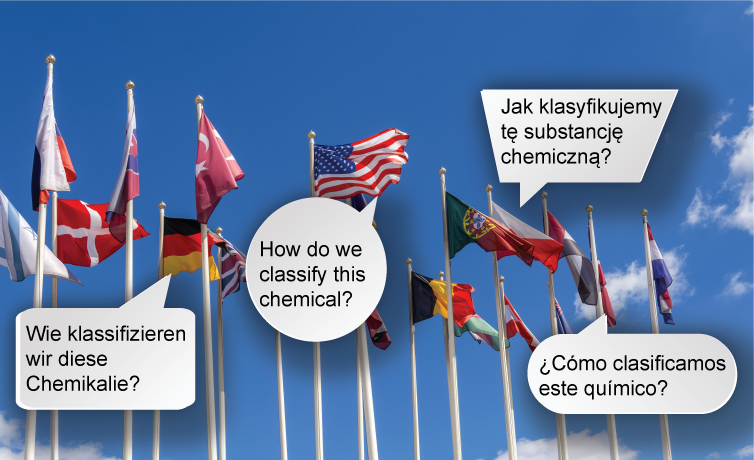 Jak klasyfikujemy
tę substancję
chemiczną?
How do we
classify this
chemical?
Wie klassifizieren
wir diese
Chemikalie?
¿Cómo clasificamos
este químico?